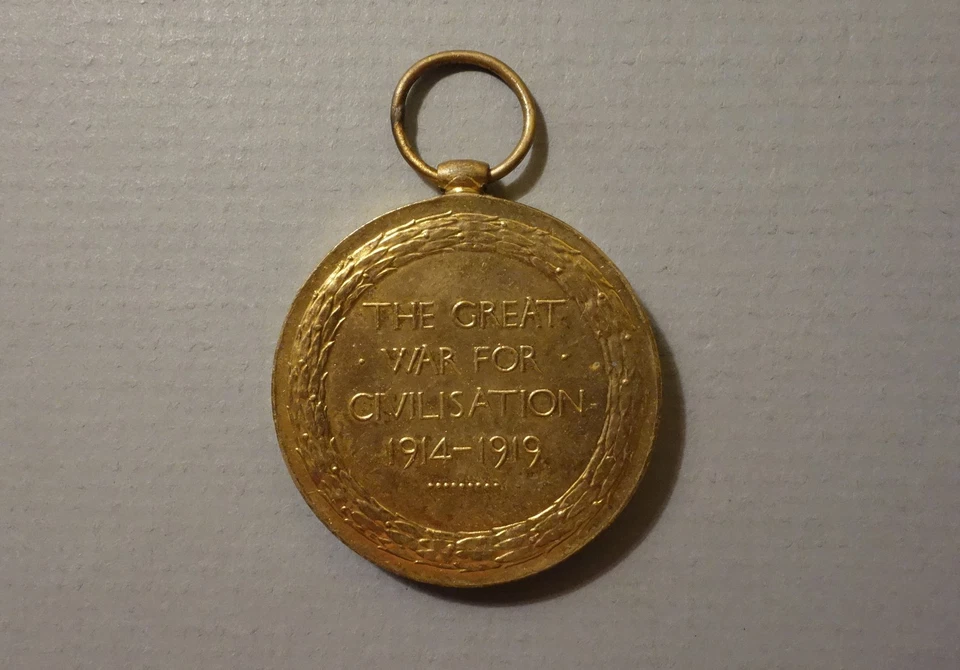 THE GREAT
· WAR FOR ·
CIVILISATION
1914-1919